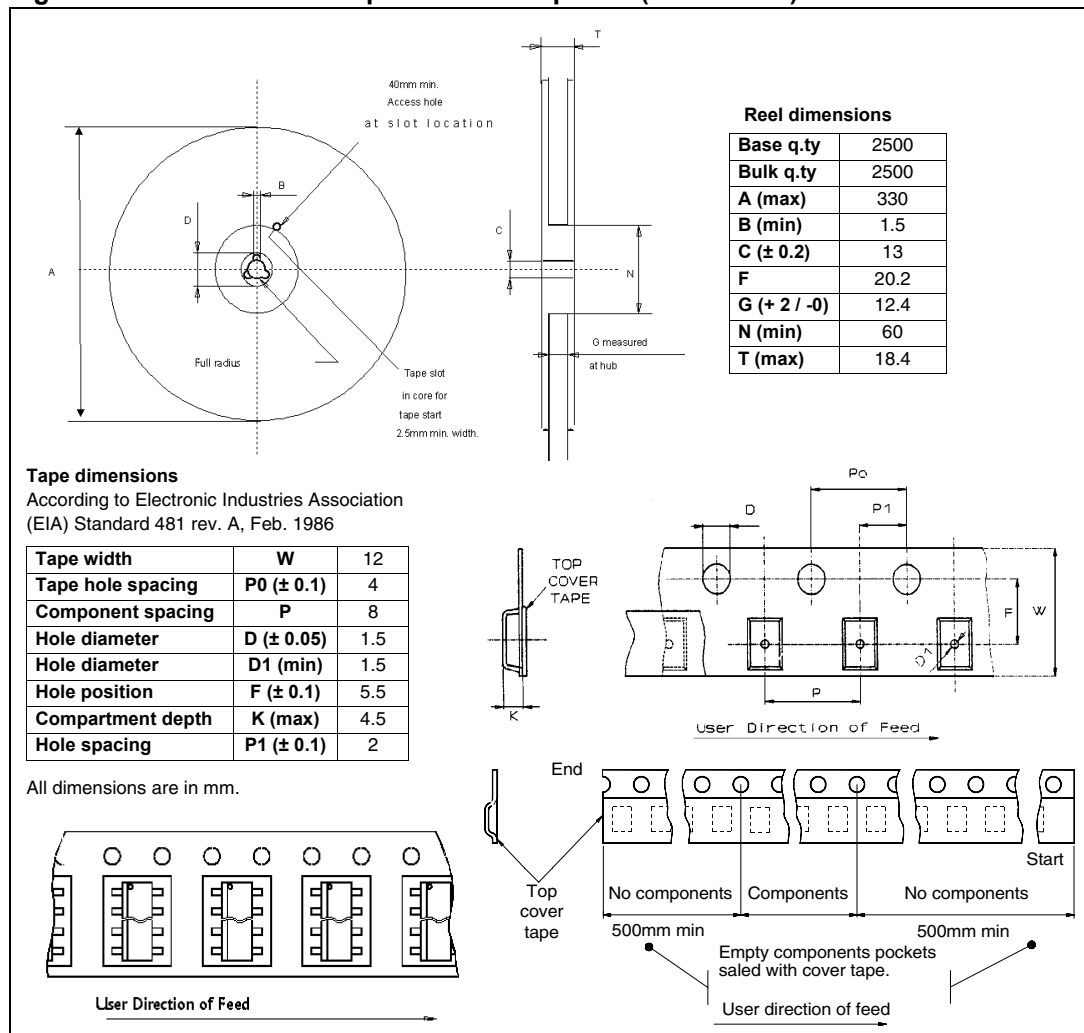 T
40mm min.
Access hole
at slot location
B
D
A
C
N
Full radius
G measured
at hub
Tape slot
in core for
tape start
2.5mm min. width.
Reel dimensions
Base q.ty 2500
Bulk q.ty 2500
A (max) 330
B (min) 1.5
C (± 0.2) 13
F 20.2
G (+ 2 / -0) 12.4
N (min) 60
T (max) 18.4
Tape dimensions
According to Electronic Industries Association
(EIA) Standard 481 rev. A, Feb. 1986
Tape width W 12
Tape hole spacing P0 (± 0.1) 4
Component spacing P 8
Hole diameter D (± 0.05) 1.5
Hole diameter D1 (min) 1.5
Hole position F (± 0.1) 5.5
Compartment depth K (max) 4.5
Hole spacing P1 (± 0.1) 2
All dimensions are in mm.
Po
D
P1
TOP
COVER
TAPE
F
W
D1
K
P
User Direction of Feed
End
Start
Top
cover
tape
No components
Components
No components
500mm min
500mm min
Empty components pockets
saled with cover tape.
User direction of feed
User Direction of Feed